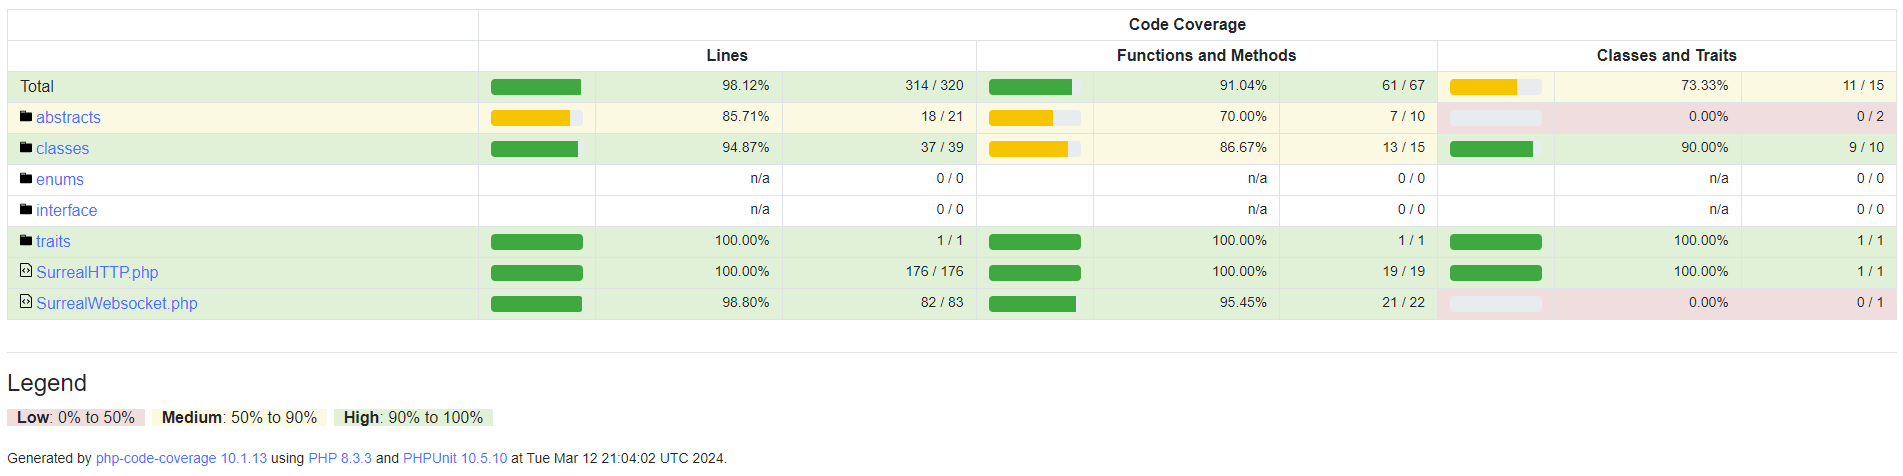 Code Coverage
Lines Functions and Methods Classes and Traits
Total 98.12% 314 / 320 91.04% 61 / 67 73.33% 11 / 15
abstracts 85.71% 18 / 21 70.00% 7 / 10 0.00% 0 / 2
classes 94.87% 37 / 39 86.67% 13 / 15 90.00% 9 / 10
enums n/a 0 / 0 n/a 0 / 0 n/a 0 / 0
interface n/a 0 / 0 n/a 0 / 0 n/a 0 / 0
traits 100.00% 1 / 1 100.00% 1 / 1 100.00% 1 / 1
SurrealHTTP.php 100.00% 176 / 176 100.00% 19 / 19 100.00% 1 / 1
SurrealWebsocket.php 98.80% 82 / 83 95.45% 21 / 22 0.00% 0 / 1
Legend
Low: 0% to 50% Medium: 50% to 90% High: 90% to 100%
Generated by php-code-coverage 10.1.13 using PHP 8.3.3 and PHPUnit 10.5.10 at Tue Mar 12 21:04:02 UTC 2024.